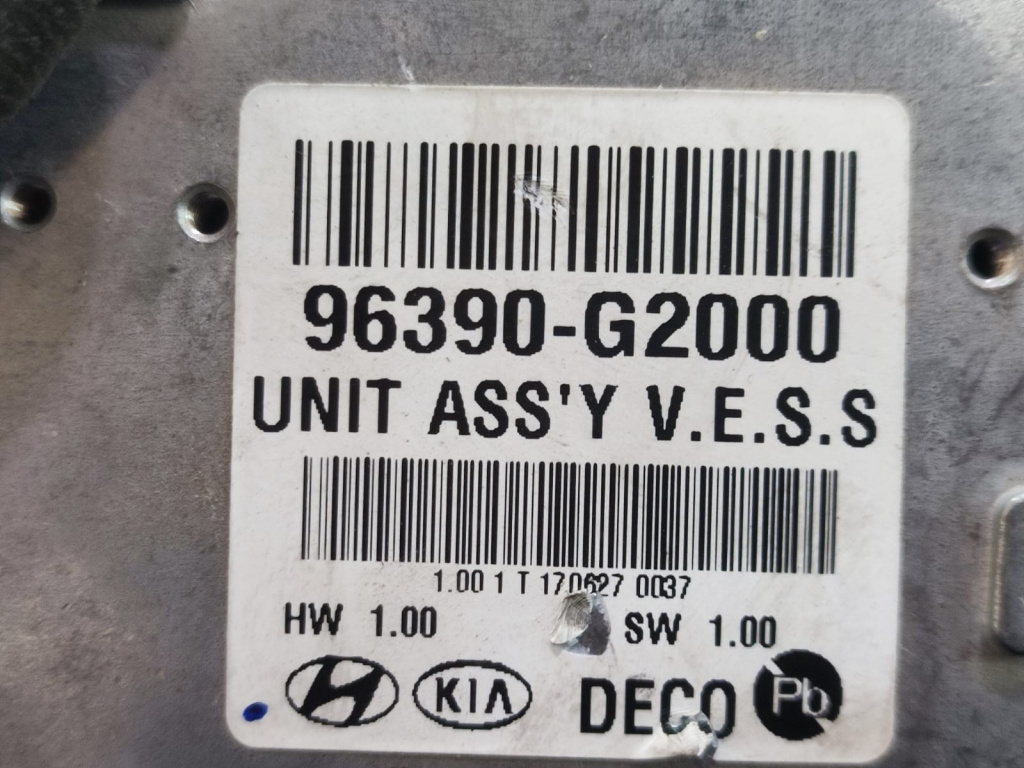 96390-G2000
UNIT ASS'Y V.E.S.S
1.00 1 T 170627 0037
HW 1.00 SW 1.00
H KIA DECO Pb